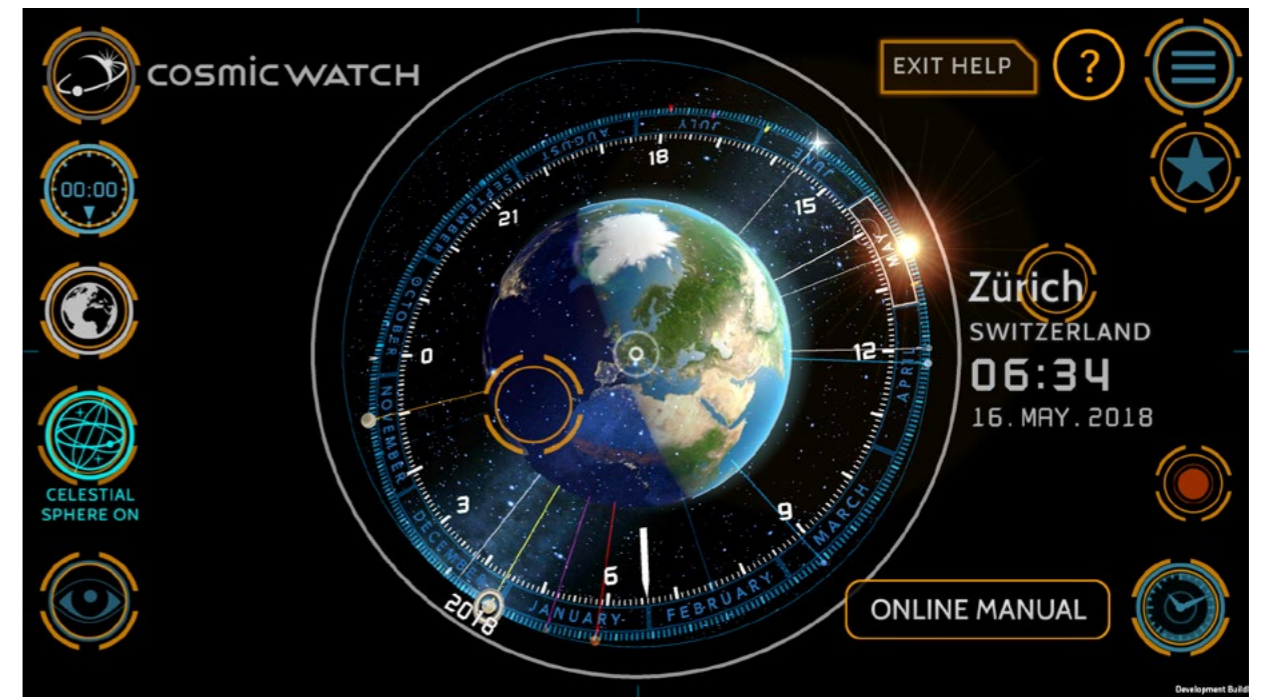 COSMIC WATCH
EXIT HELP
?
00:00
CELESTIAL
SPHERE ON
JULY
AUGUST
JUNE
SEPTEMBER
MAY
OCTOBER
APRIL
NOVEMBER
MARCH
DECEMBER
JANUARY
FEBRUARY
18
15
21
12
0
9
3
6
2018
Zürich
SWITZERLAND
06:34
16. MAY. 2018
ONLINE MANUAL
Development Build